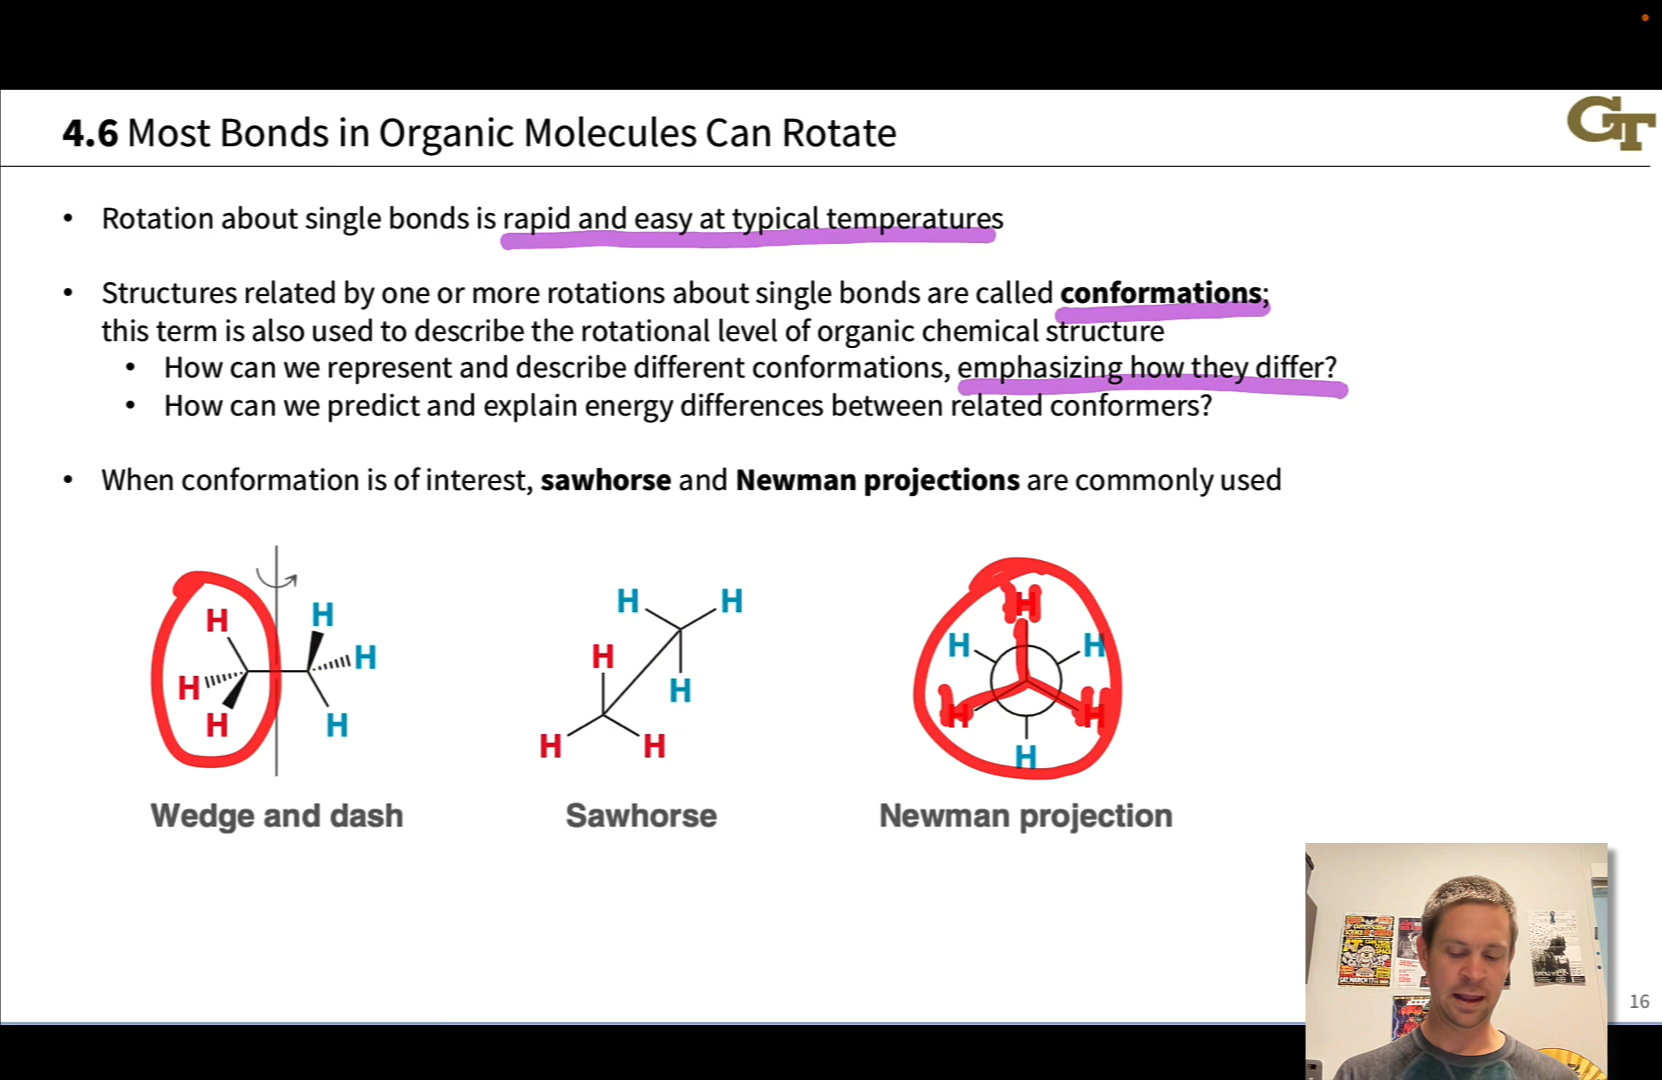 GT
4.6 Most Bonds in Organic Molecules Can Rotate
• Rotation about single bonds is rapid and easy at typical temperatures
• Structures related by one or more rotations about single bonds are called conformations;
this term is also used to describe the rotational level of organic chemical structure
• How can we represent and describe different conformations, emphasizing how they differ?
• How can we predict and explain energy differences between related conformers?
• When conformation is of interest, sawhorse and Newman projections are commonly used
H H
H H
H H
H H
H
H
H H
H
H H
H H
H
Wedge and dash
Sawhorse
Newman projection
16